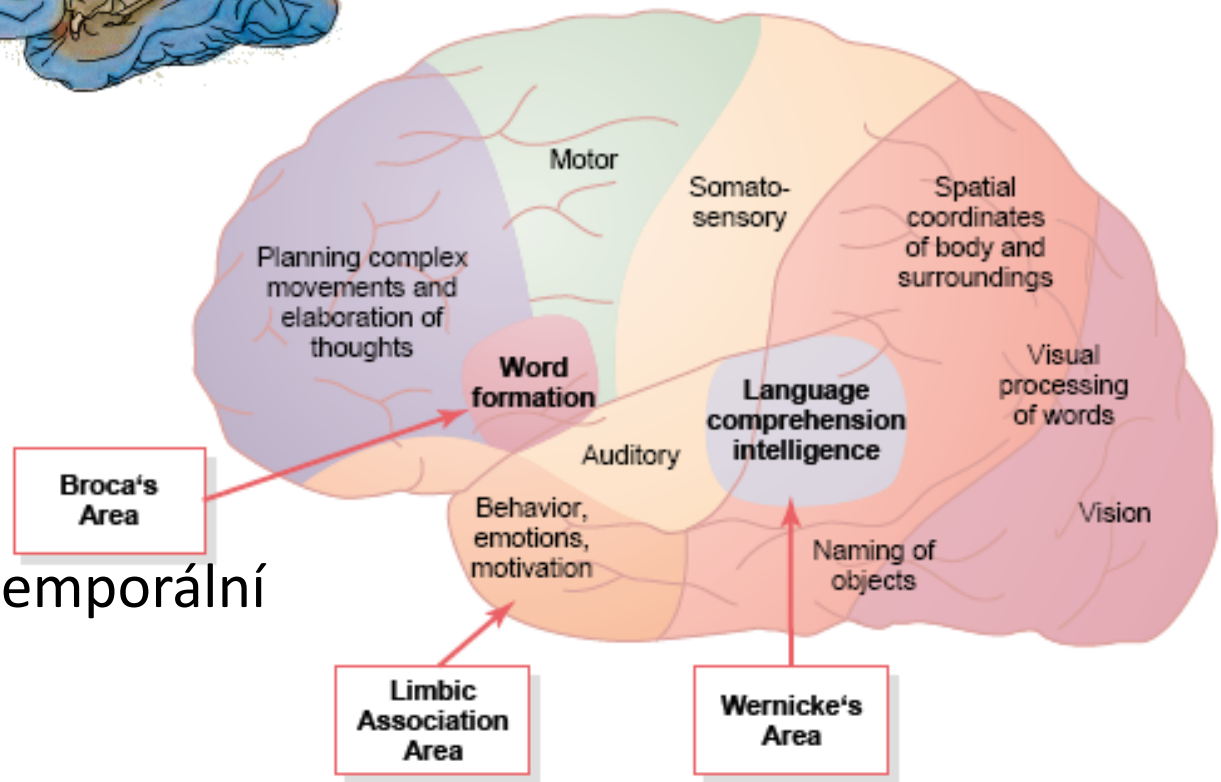 Motor
Somato-
sensory
Spatial
coordinates
of body and
surroundings
Planning complex
movements and
elaboration of
thoughts
Word
formation
Visual
processing
of words
Language
comprehension
intelligence
Auditory
Broca‘s
Area
Behavior,
emotions,
motivation
Vision
Naming of
objects
emporální
Limbic
Association
Area
Wernicke‘s
Area